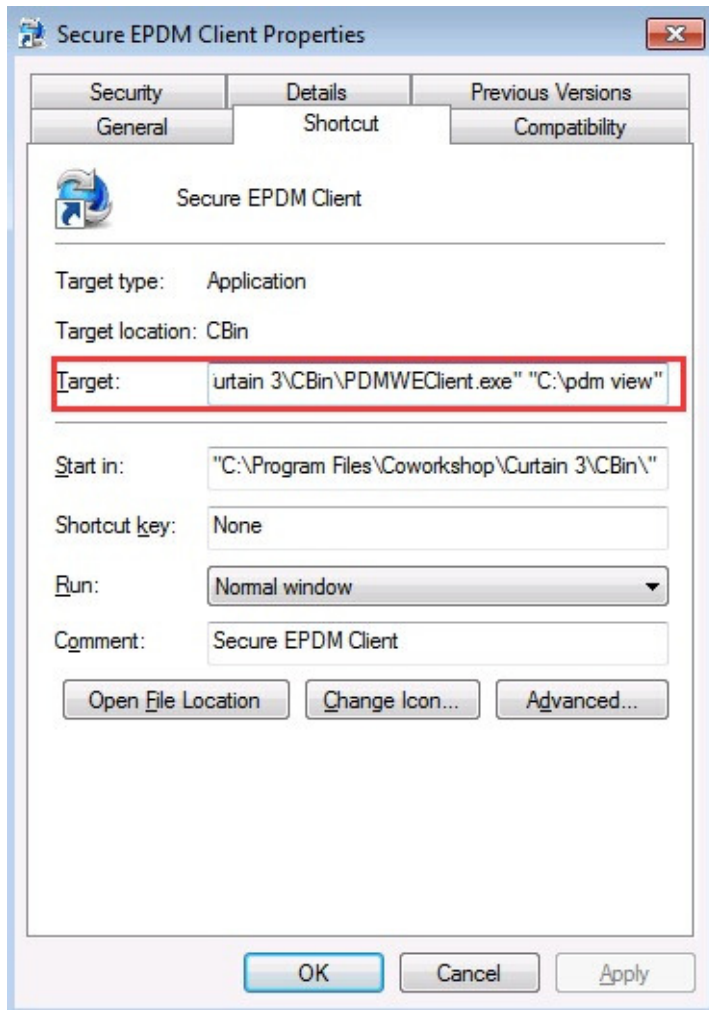 Secure EPDM Client Properties
Security Details Previous Versions
General Shortcut Compatibility
Secure EPDM Client
Target type: Application
Target location: CBin
Target: urtain 3\CBin\PDMWEClient.exe" "C:\pdm view"
Start in: "C:\Program Files\Coworkshop\Curtain 3\CBin\"
Shortcut key: None
Run: Normal window
Comment: Secure EPDM Client
Open File Location Change Icon... Advanced...
OK Cancel Apply